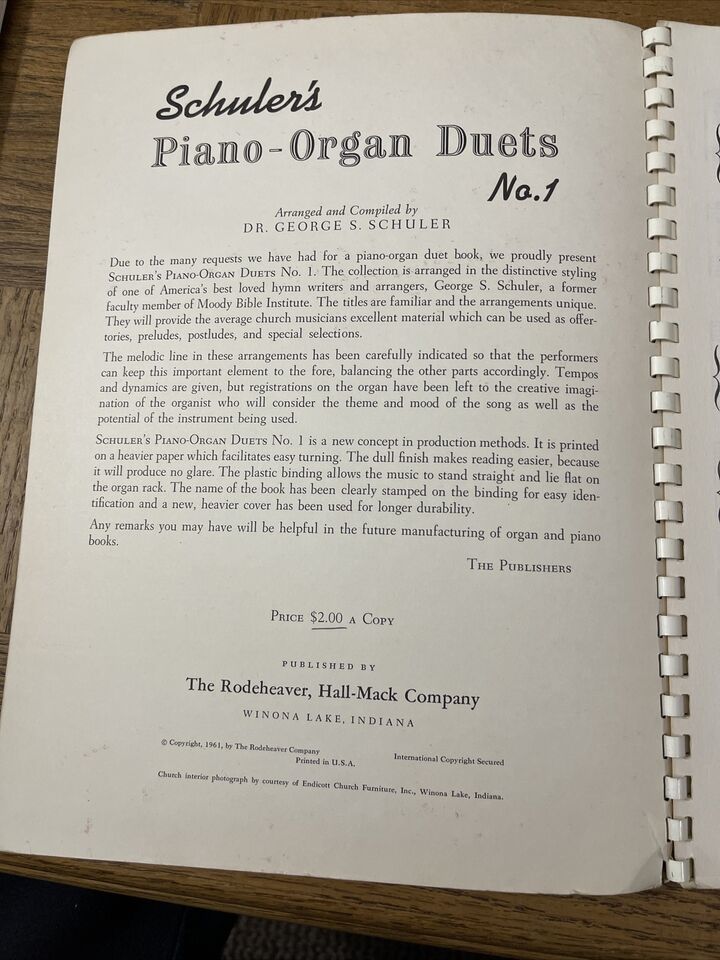 Schuler's
Piano-Organ Duets
No.1
Arranged and Compiled by
DR. GEORGE S. SCHULER
Due to the many requests we have had for a piano-organ duet book, we proudly present
SCHULER'S PIANO-ORGAN DUETS NO. 1. The collection is arranged in the distinctive styling
of one of America's best loved hymn writers and arrangers, George S. Schuler, a former
faculty member of Moody Bible Institute. The titles are familiar and the arrangements unique.
They will provide the average church musicians excellent material which can be used as offer-
tories, preludes, postludes, and special selections.
The melodic line in these arrangements has been carefully indicated so that the performers
can keep this important element to the fore, balancing the other parts accordingly. Tempos
and dynamics are given, but registrations on the organ have been left to the creative imagi-
nation of the organist who will consider the theme and mood of the song as well as the
potential of the instrument being used.
SCHULER'S PIANO-ORGAN DUETS NO. 1 is a new concept in production methods. It is printed
on a heavier paper which facilitates easy turning. The dull finish makes reading easier, because
it will produce no glare. The plastic binding allows the music to stand straight and lie flat on
the organ rack. The name of the book has been clearly stamped on the binding for easy iden-
tification and a new, heavier cover has been used for longer durability.
Any remarks you may have will be helpful in the future manufacturing of organ and piano
books.
THE PUBLISHERS
PRICE $2.00 A COPY
PUBLISHED BY
The Rodeheaver, Hall-Mack Company
WINONA LAKE, INDIANA
© Copyright, 1961, by The Rodeheaver Company
Printed in U.S.A.
International Copyright Secured
Church interior photograph by courtesy of Endicott Church Furniture, Inc., Winona Lake, Indiana.